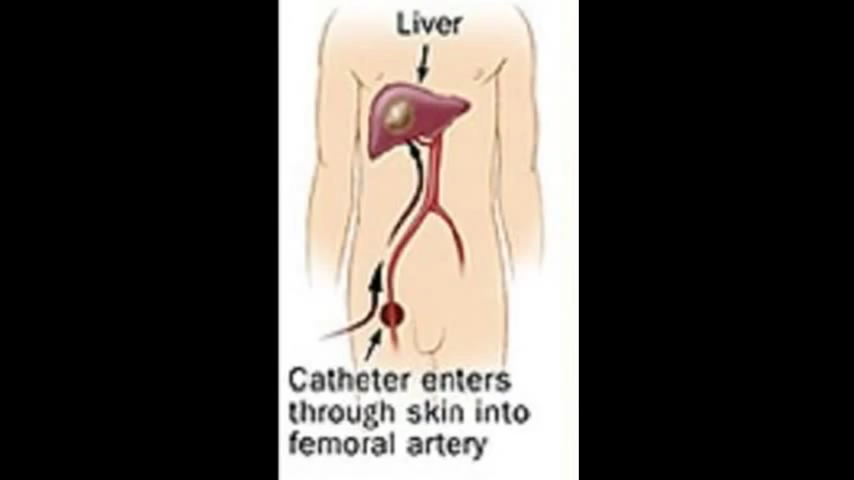 Liver
Catheter enters
through skin into
femoral artery